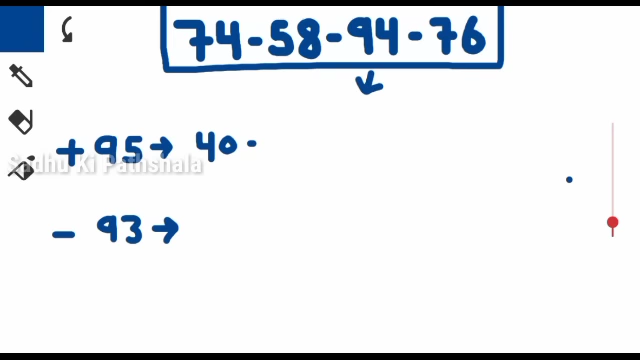 74-58-94-76
+ 95 → 40 -
Sadhu Ki Pathshala
- 93 →